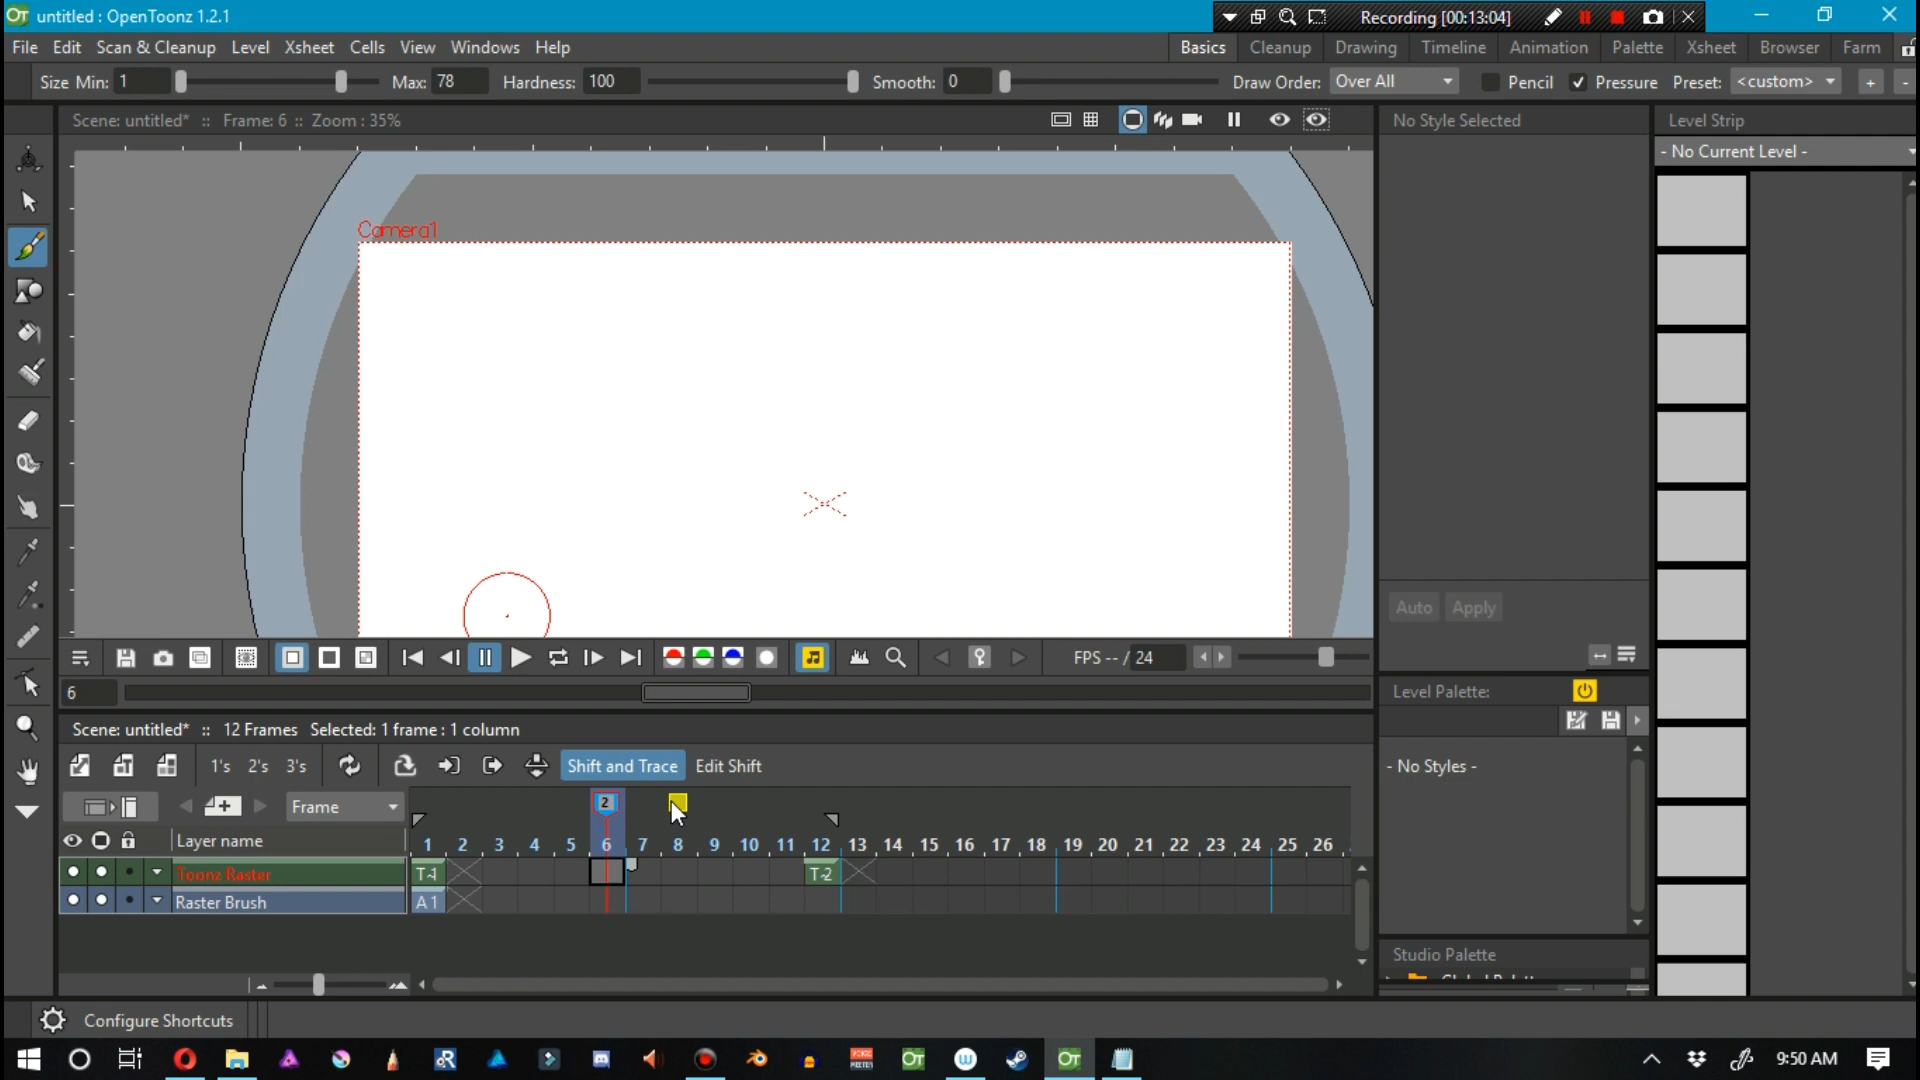 untitled : OpenToonz 1.2.1
Recording [00:13:04]
File Edit Scan & Cleanup Level Xsheet Cells View Windows Help
Basics Cleanup Drawing Timeline Animation Palette Xsheet Browser Farm
Size Min: 1 Max: 78 Hardness: 100 Smooth: 0 Draw Order: Over All Pencil Pressure Preset: <custom> + -
Scene: untitled* :: Frame: 6 :: Zoom : 35%
No Style Selected
Level Strip
- No Current Level -
Camera1
Auto Apply
FPS -- / 24
6
Level Palette:
Scene: untitled* :: 12 Frames Selected: 1 frame : 1 column
1's 2's 3's Shift and Trace Edit Shift
- No Styles -
Frame
2
Layer name
1 2 3 4 5 6 7 8 9 10 11 12 13 14 15 16 17 18 19 20 21 22 23 24 25 26
Toonz Raster T-1 T-2
Raster Brush A 1
Studio Palette
Configure Shortcuts
9:50 AM